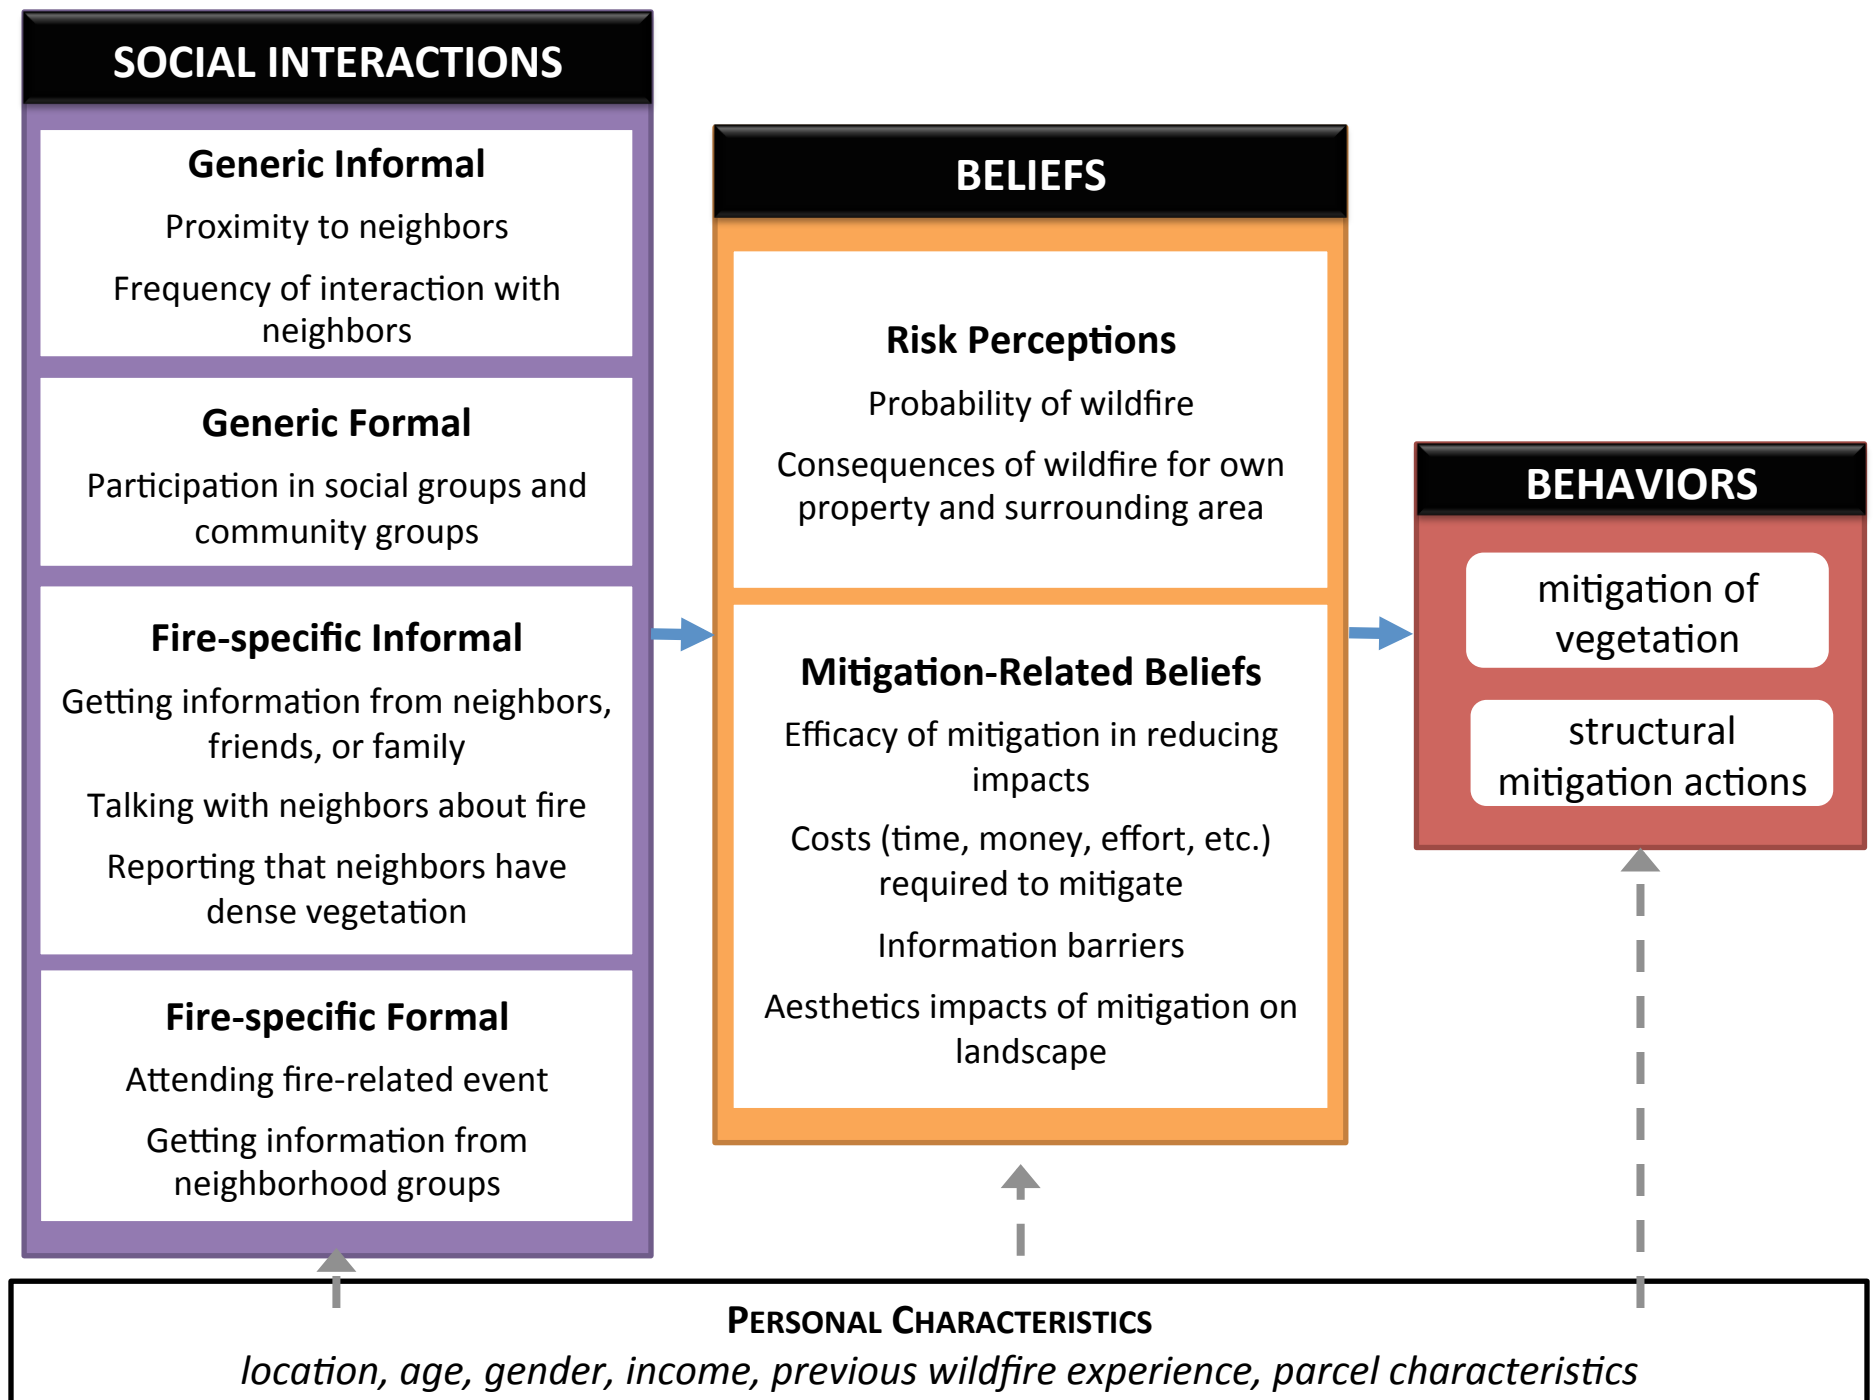 SOCIAL INTERACTIONS
Generic Informal
Proximity to neighbors
Frequency of interaction with
neighbors
Generic Formal
Participation in social groups and
community groups
Fire-specific Informal
Getting information from neighbors,
friends, or family
Talking with neighbors about fire
Reporting that neighbors have
dense vegetation
Fire-specific Formal
Attending fire-related event
Getting information from
neighborhood groups
BELIEFS
Risk Perceptions
Probability of wildfire
Consequences of wildfire for own
property and surrounding area
Mitigation-Related Beliefs
Efficacy of mitigation in reducing
impacts
Costs (time, money, effort, etc.)
required to mitigate
Information barriers
Aesthetics impacts of mitigation on
landscape
BEHAVIORS
mitigation of
vegetation
structural
mitigation actions
PERSONAL CHARACTERISTICS
location, age, gender, income, previous wildfire experience, parcel characteristics